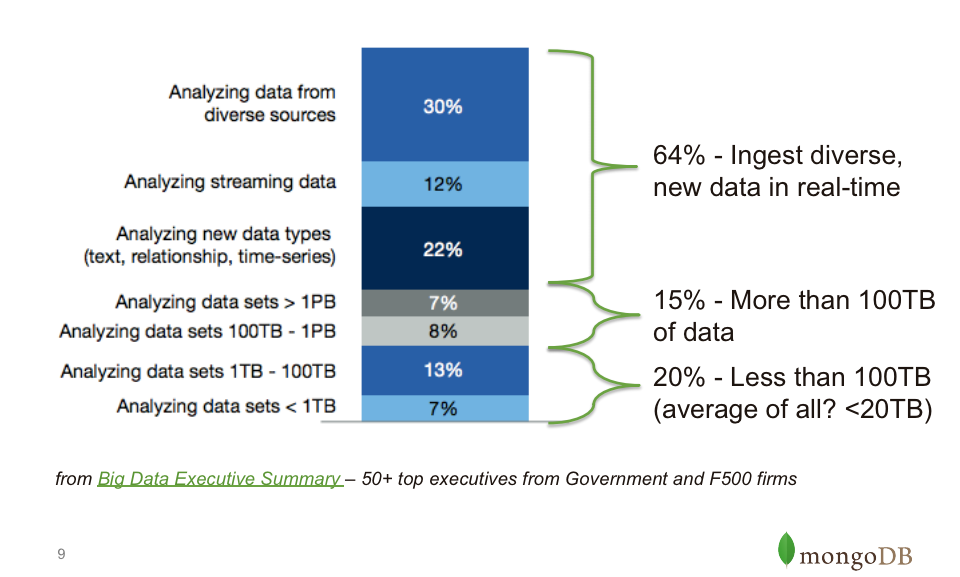 Analyzing data from
diverse sources
30%
Analyzing streaming data
12%
Analyzing new data types
(text, relationship, time-series)
22%
Analyzing data sets > 1PB
7%
Analyzing data sets 100TB - 1PB
8%
Analyzing data sets 1TB - 100TB
13%
Analyzing data sets < 1TB
7%
64% - Ingest diverse,
new data in real-time
15% - More than 100TB
of data
20% - Less than 100TB
(average of all? <20TB)
from Big Data Executive Summary – 50+ top executives from Government and F500 firms
9
mongoDB